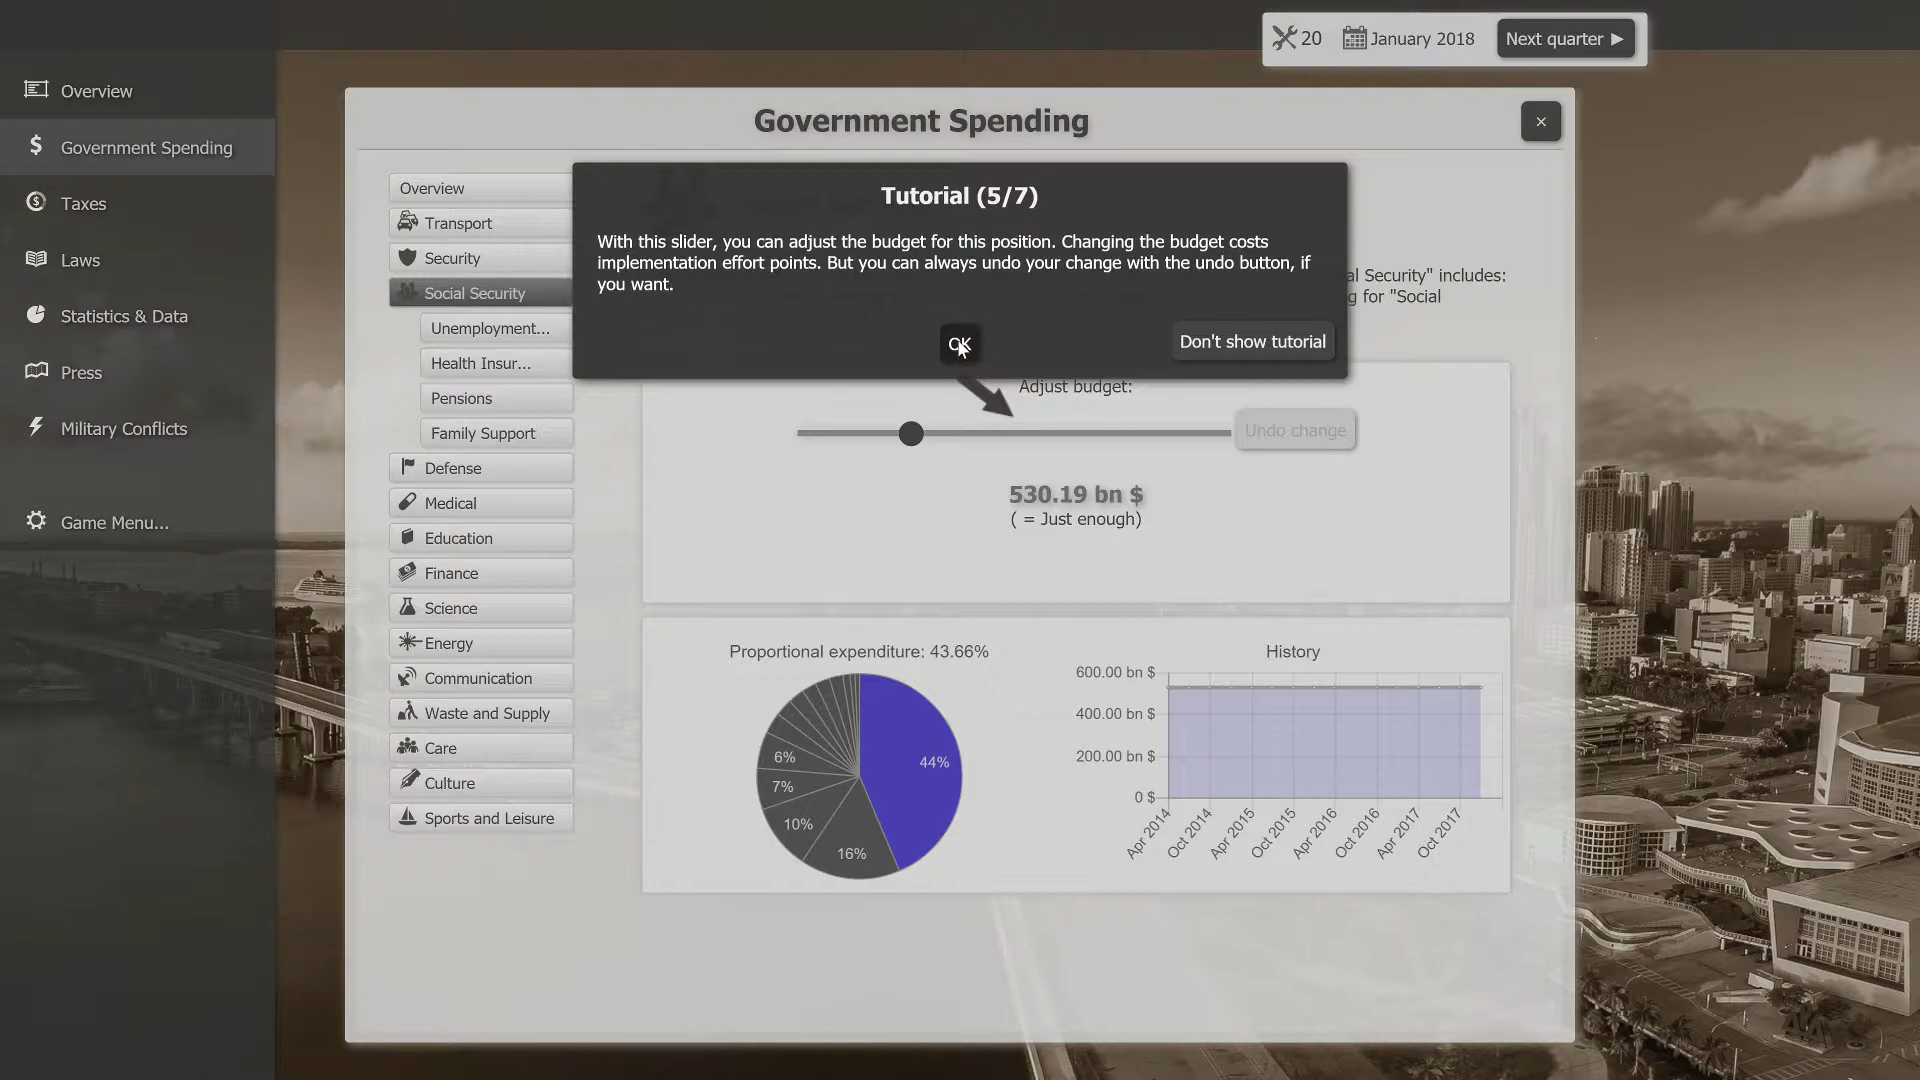 20
January 2018
Next quarter
Overview
Government Spending
Taxes
Laws
Statistics & Data
Press
Military Conflicts
Game Menu...
Government Spending
×
Overview
Transport
Security
Social Security
Unemployment...
Health Insur...
Pensions
Family Support
Defense
Medical
Education
Finance
Science
Energy
Communication
Waste and Supply
Care
Culture
Sports and Leisure
Tutorial (5/7)
With this slider, you can adjust the budget for this position. Changing the budget costs
implementation effort points. But you can always undo your change with the undo button, if
you want.
OK
Don't show tutorial
al Security" includes:
g for "Social
Adjust budget:
Undo change
530.19 bn $
( = Just enough)
Proportional expenditure: 43.66%
44%
6%
7%
10%
16%
History
600.00 bn $
400.00 bn $
200.00 bn $
0 $
Apr 2014
Oct 2014
Apr 2015
Oct 2015
Apr 2016
Oct 2016
Apr 2017
Oct 2017